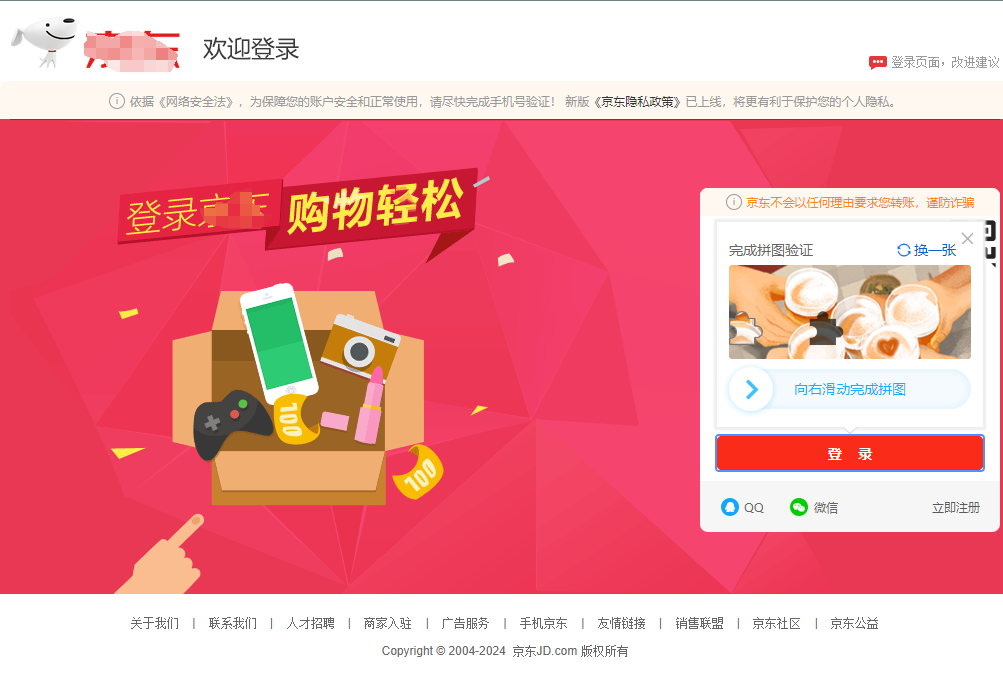 欢迎登录
登录页面，改进建议
依据《网络安全法》，为保障您的账户安全和正常使用，请尽快完成手机号验证！ 新版《京东隐私政策》已上线，将更有利于保护您的个人隐私。
登录京
购物轻松
京东不会以任何理由要求您转账，谨防诈骗
完成拼图验证 换一张
向右滑动完成拼图
登 录
100
100
QQ 微信 立即注册
关于我们 | 联系我们 | 人才招聘 | 商家入驻 | 广告服务 | 手机京东 | 友情链接 | 销售联盟 | 京东社区 | 京东公益
Copyright © 2004-2024 京东JD.com 版权所有